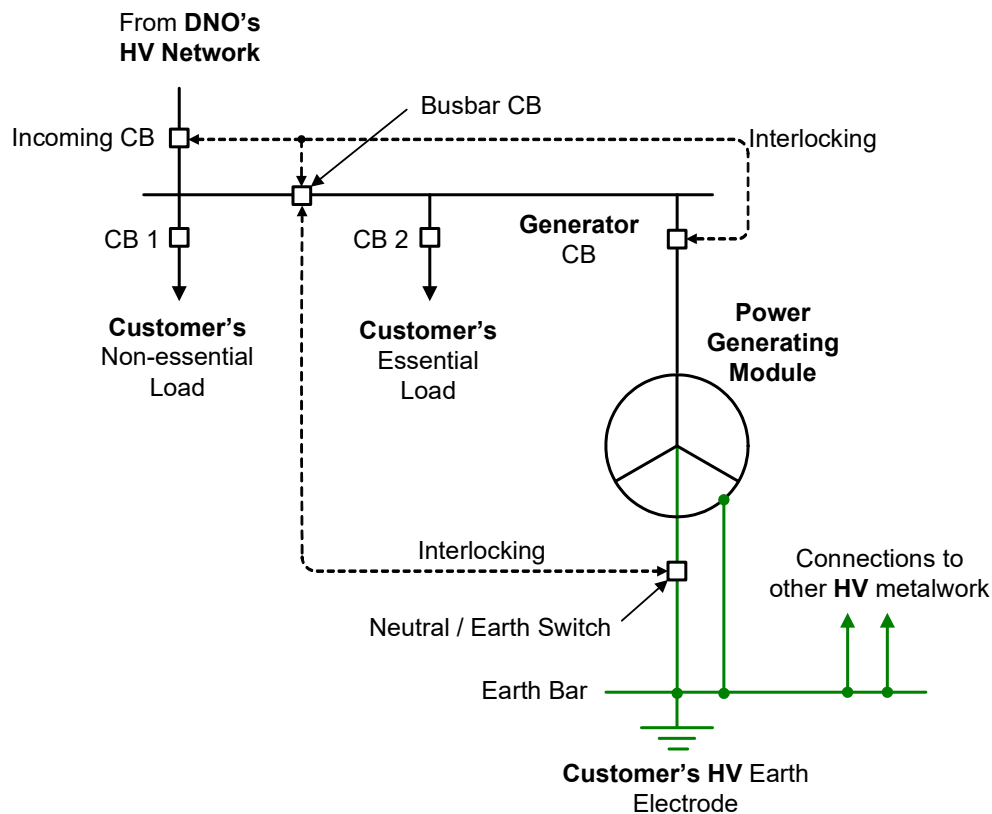 From DNO's
HV Network
Busbar CB
Incoming CB
Interlocking
CB 1
CB 2
Generator
CB
Customer's
Non-essential
Load
Customer's
Essential
Load
Power
Generating
Module
Interlocking
Connections to
other HV metalwork
Neutral / Earth Switch
Earth Bar
Customer's HV Earth
Electrode